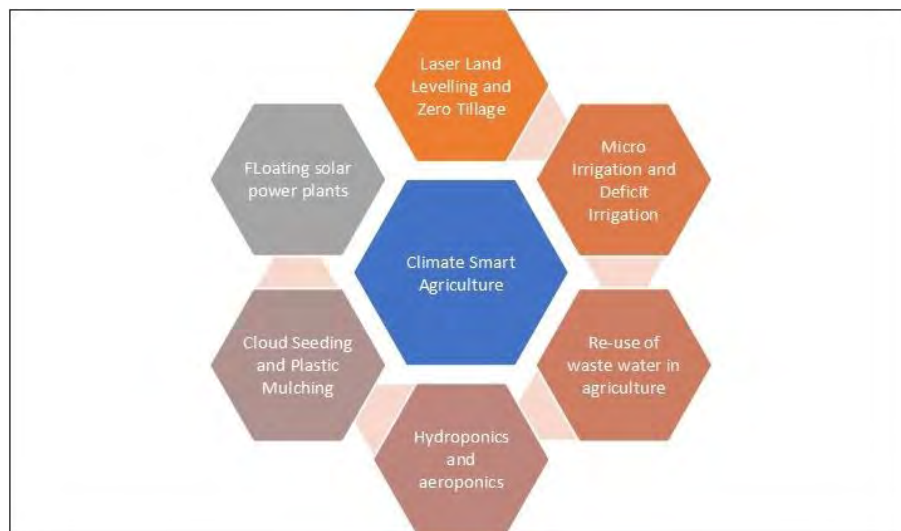 Laser Land
Levelling and
Zero Tillage
Micro
Irrigation and
Deficit
Irrigation
Re-use of
waste water in
agriculture
Hydroponics
and
aeroponics
Cloud Seeding
and Plastic
Mulching
FLoating solar
power plants
Climate Smart
Agriculture